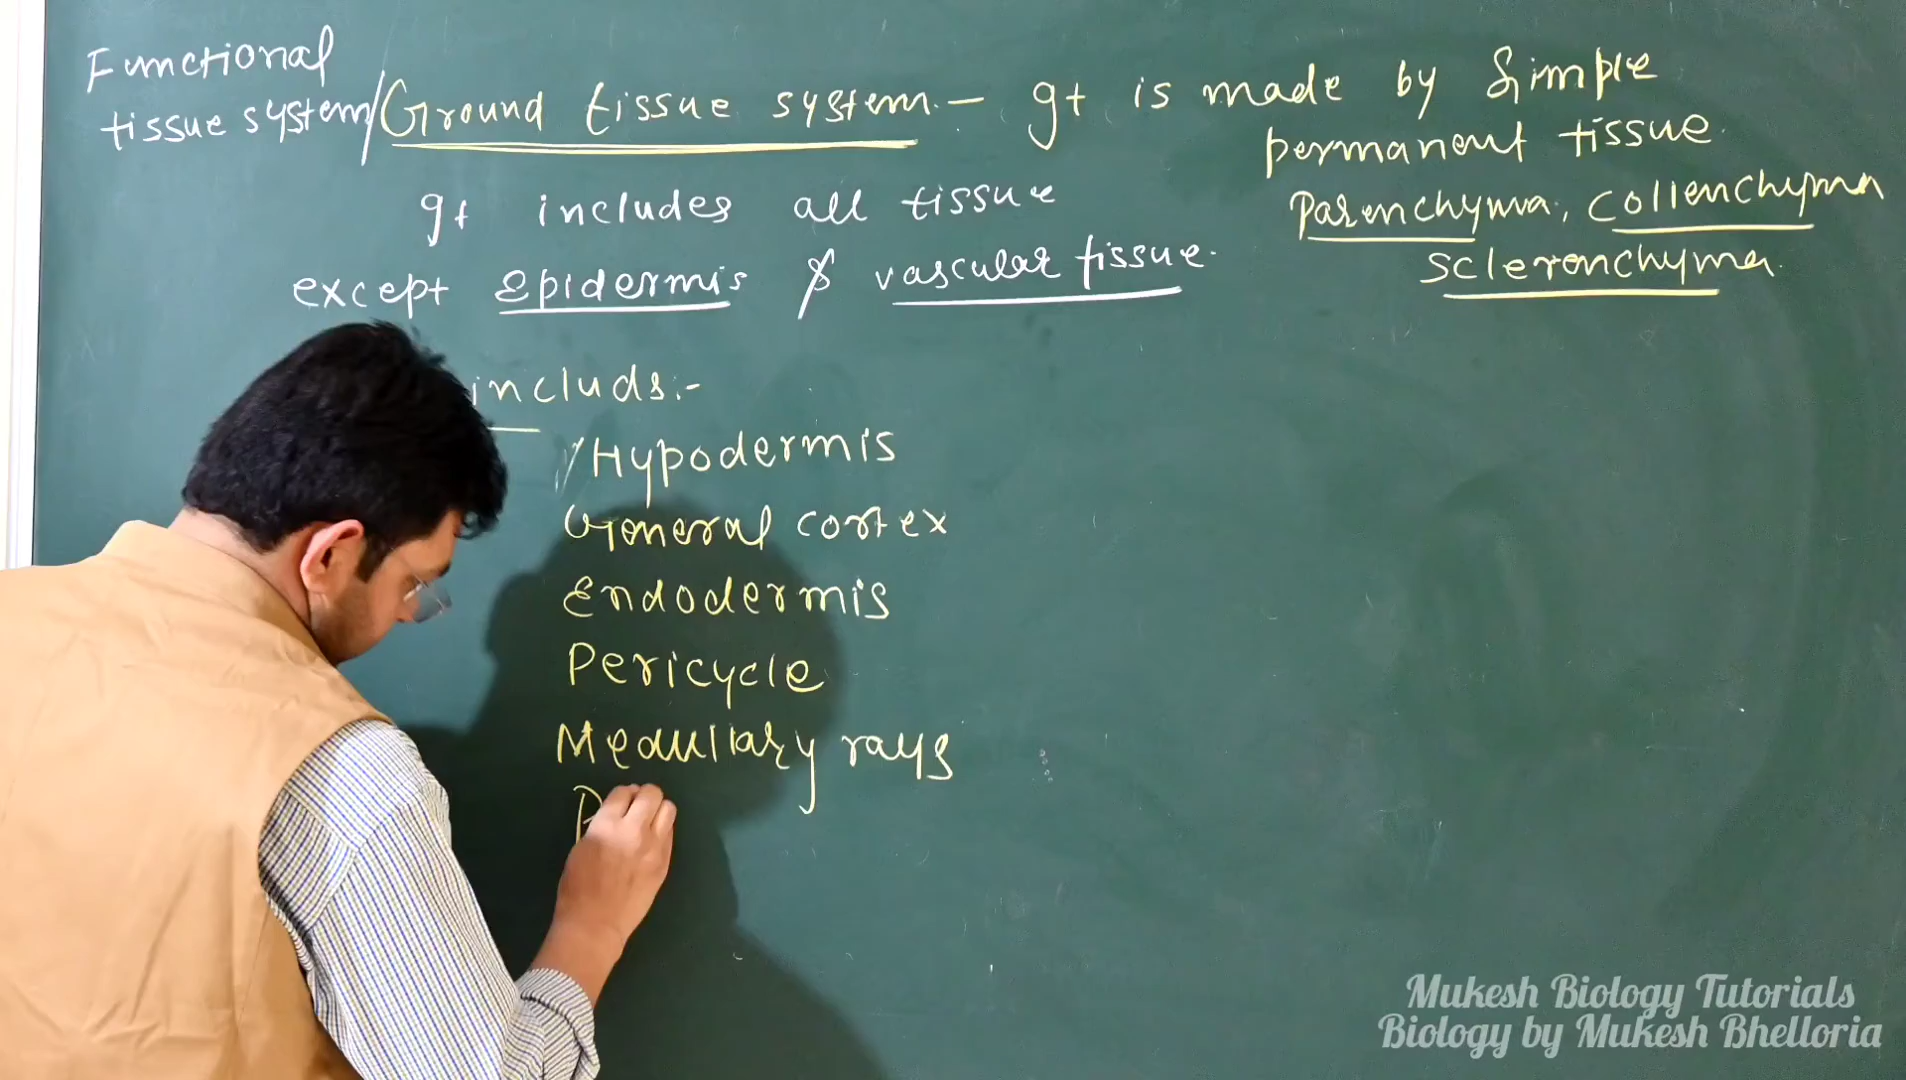 Functional
tissue system/Ground tissue system. - gt is made by Simple
permanent tissue.
gt includes all tissue
Parenchyma, Collenchyma
except Epidermis & vascular tissue.
Sclerenchyma.
includs:-
Hypodermis
General cortex
Endodermis
Pericycle
Medullary rays
P
Mukesh Biology Tutorials
Biology by Mukesh Bhelloria